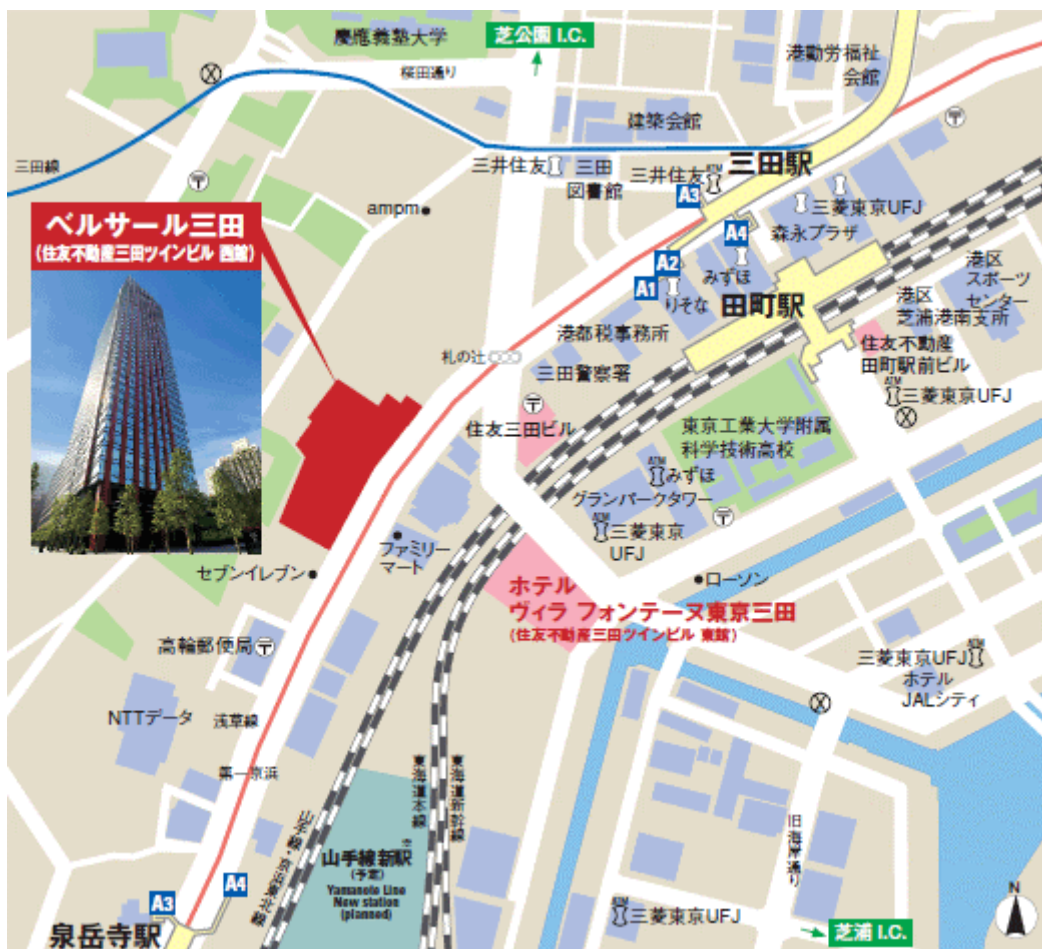 慶應義塾大学
芝公園 I.C.
港勤労福祉
会館
桜田通り
建築会館
三田線
三井住友
三田
図書館
三井住友
ATM
三田駅
A3
ampm
三菱東京UFJ
森永プラザ
A4
A2
A1
みずほ
りそな
田町駅
港区
スポーツ
センター
港区
芝浦港南支所
ベルサール三田
(住友不動産三田ツインビル 西館)
港都税事務所
札の辻
三田警察署
住友不動産
田町駅前ビル
ATM
三菱東京UFJ
住友三田ビル
東京工業大学附属
科学技術高校
ATM
みずほ
グランパークタワー
ATM
三菱東京
UFJ
ファミリー
マート
セブンイレブン
ローソン
ホテル
ヴィラ フォンテーヌ東京三田
(住友不動産三田ツインビル 東館)
高輪郵便局
ATM
三菱東京UFJ
ホテル
JALシティ
NTTデータ
浅草線
第一京浜
東海道本線
東海道新幹線
山手線・京浜東北線
旧海岸通り
山手線新駅
(予定)
Yamanote Line
New station
(planned)
A3
A4
泉岳寺駅
ATM
三菱東京UFJ
芝浦 I.C.
N